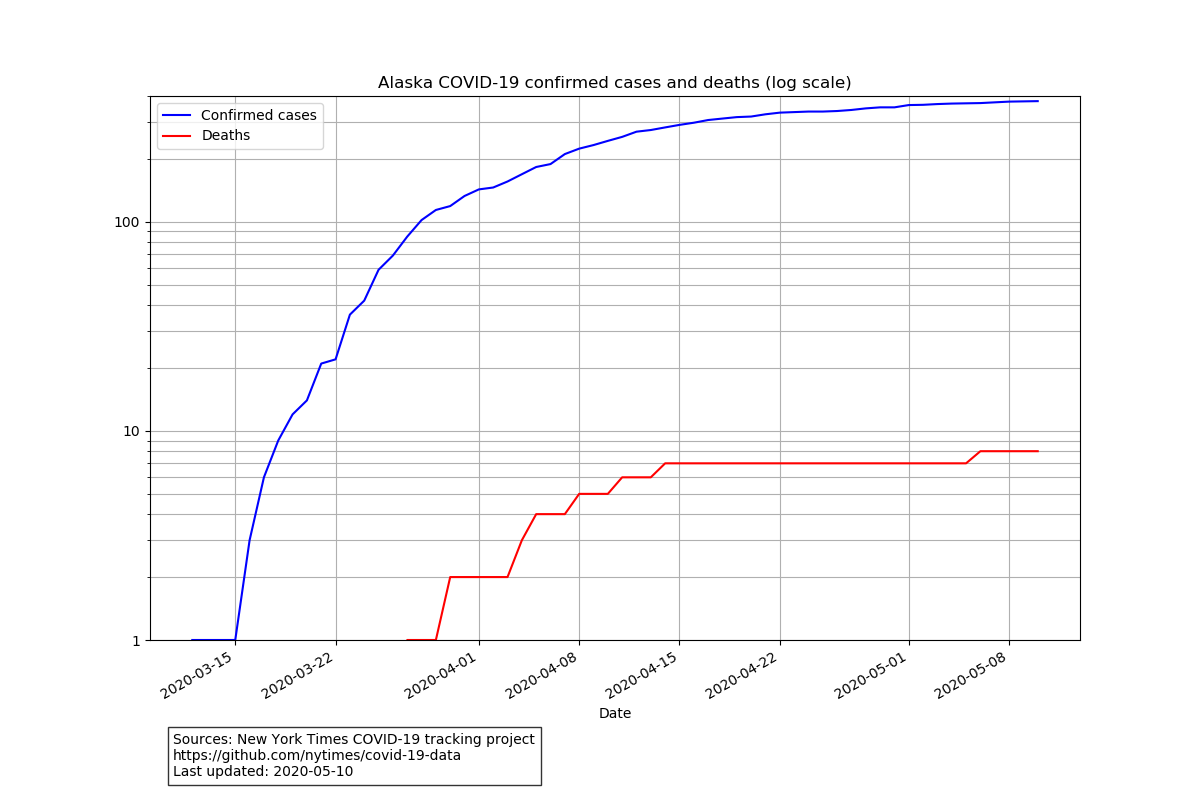 Alaska COVID-19 confirmed cases and deaths (log scale)
Confirmed cases
Deaths
100
10
1
2020-03-15
2020-03-22
2020-04-01
2020-04-08
2020-04-15
2020-04-22
2020-05-01
2020-05-08
Date
Sources: New York Times COVID-19 tracking project
https://github.com/nytimes/covid-19-data
Last updated: 2020-05-10